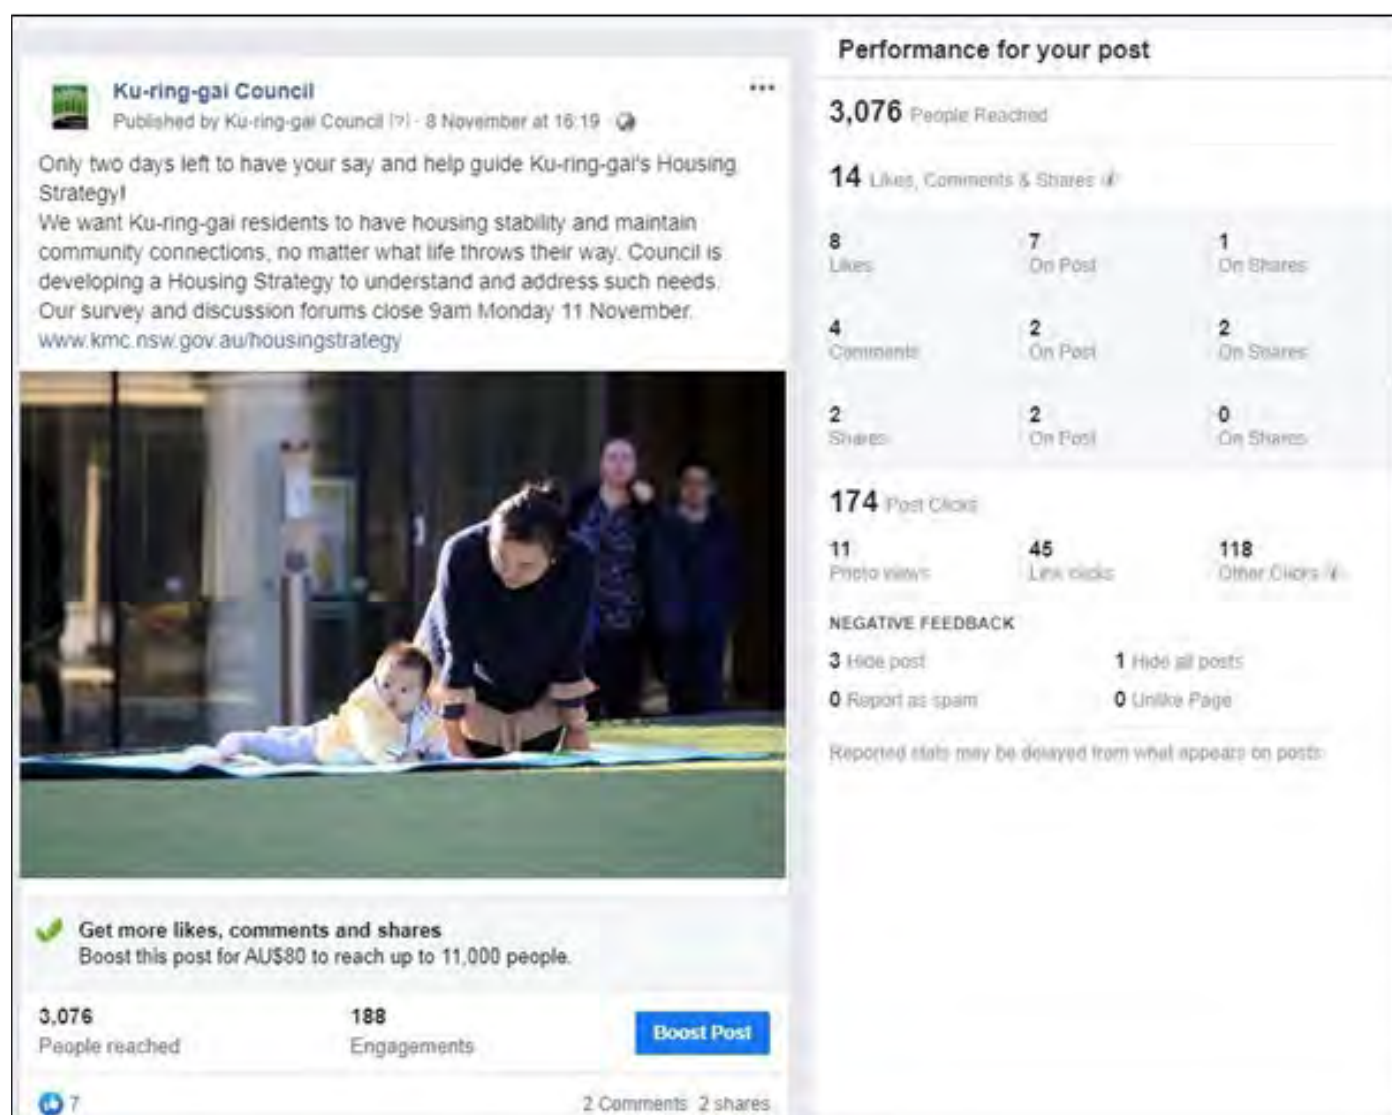 Ku-ring-gai Council
Published by Ku-ring-gai Council [?] · 8 November at 16:19 ·
Only two days left to have your say and help guide Ku-ring-gai's Housing
Strategy!
We want Ku-ring-gai residents to have housing stability and maintain
community connections, no matter what life throws their way. Council is
developing a Housing Strategy to understand and address such needs.
Our survey and discussion forums close 9am Monday 11 November.
www.kmc.nsw.gov.au/housingstrategy
Get more likes, comments and shares
Boost this post for AU$80 to reach up to 11,000 people.
3,076 188
People reached Engagements
Boost Post
7 2 Comments 2 shares
Performance for your post
3,076 People Reached
14 Likes, Comments & Shares
8 7 1
Likes On Post On Shares
4 2 2
Comments On Post On Shares
2 2 0
Shares On Post On Shares
174 Post Clicks
11 45 118
Photo views Link clicks Other Clicks
NEGATIVE FEEDBACK
3 Hide post 1 Hide all posts
0 Report as spam 0 Unlike Page
Reported stats may be delayed from what appears on posts